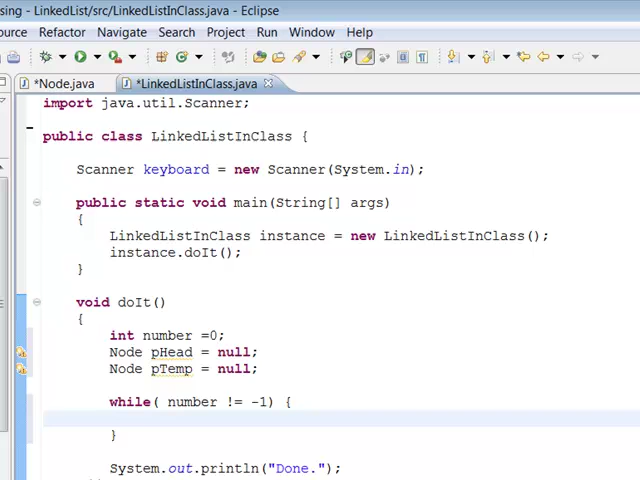 sing - LinkedList/src/LinkedListInClass.java - Eclipse
ource Refactor Navigate Search Project Run Window Help
*Node.java *LinkedListInClass.java
import java.util.Scanner;
public class LinkedListInClass {
Scanner keyboard = new Scanner(System.in);
public static void main(String[] args)
{
LinkedListInClass instance = new LinkedListInClass();
instance.doIt();
}
void doIt()
{
int number =0;
Node pHead = null;
Node pTemp = null;
while( number != -1) {
}
System.out.println("Done.");